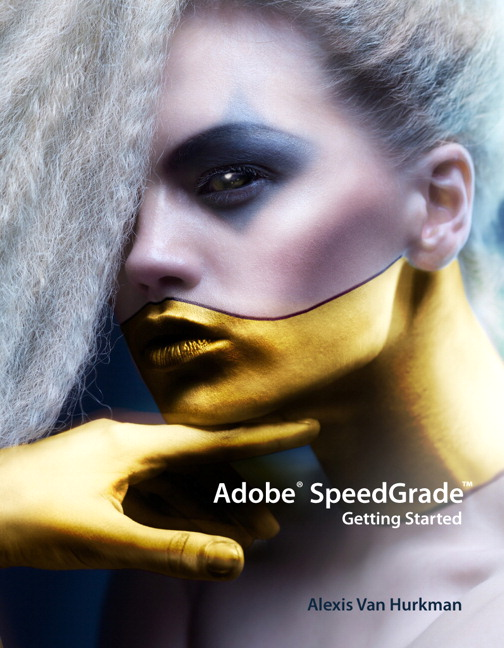 Adobe® SpeedGrade™
Getting Started
Alexis Van Hurkman